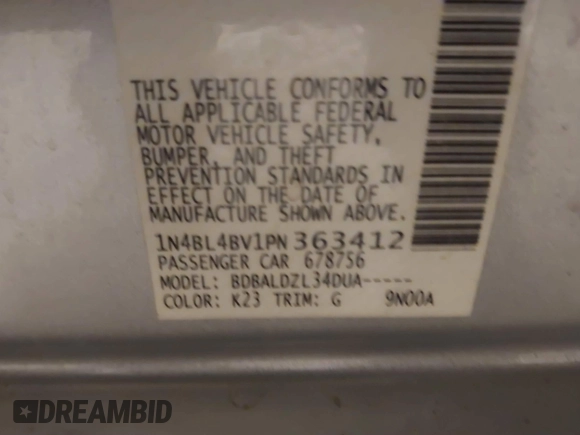 THIS VEHICLE CONFORMS TO
ALL APPLICABLE FEDERAL
MOTOR VEHICLE SAFETY,
BUMPER, AND THEFT
PREVENTION STANDARDS IN
EFFECT ON THE DATE OF
MANUFACTURE SHOWN ABOVE.
1N4BL4BV1PN363412
PASSENGER CAR 678756
MODEL: BDBALDZL34DUA-----
COLOR: K23 TRIM: G 9N00A
DREAMBID